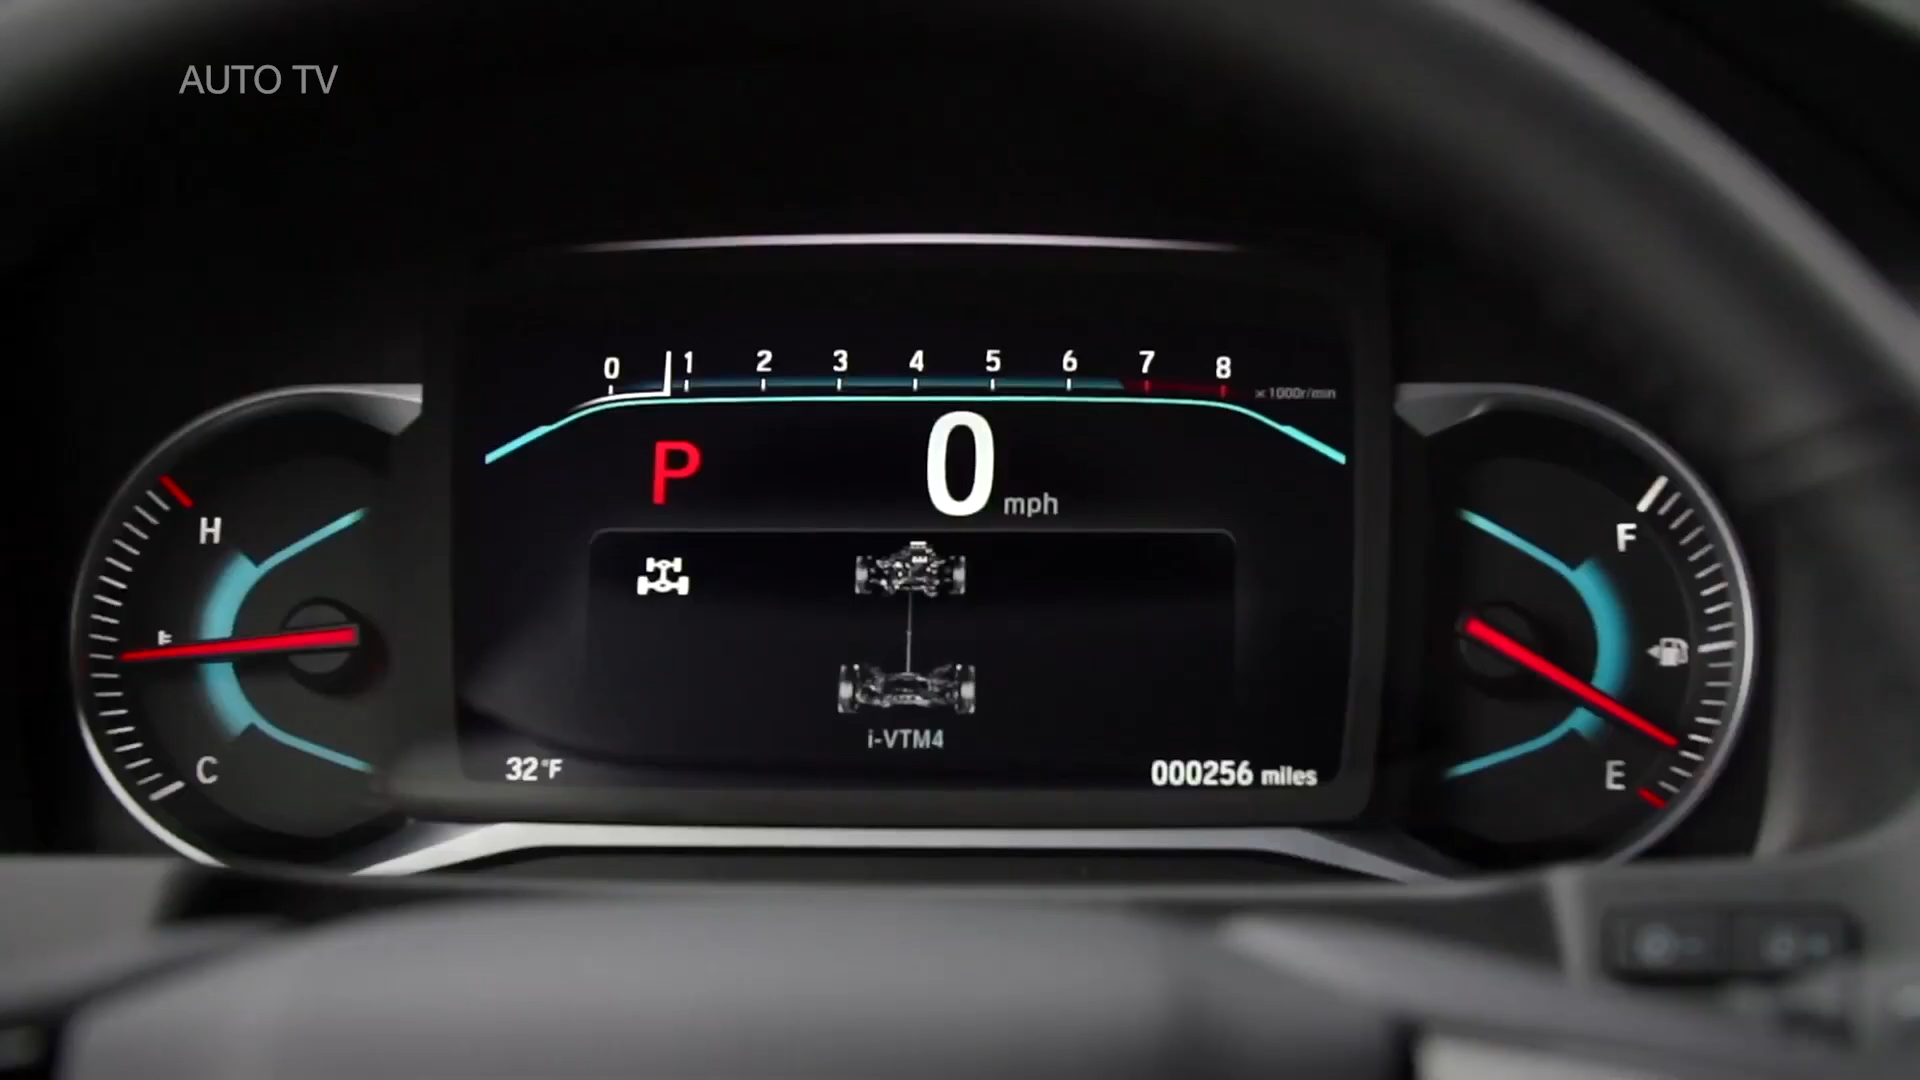 AUTO TV
0 1 2 3 4 5 6 7 8
×1000r/min
P 0 mph
H
F
C
E
i-VTM4
32°F
000256 miles